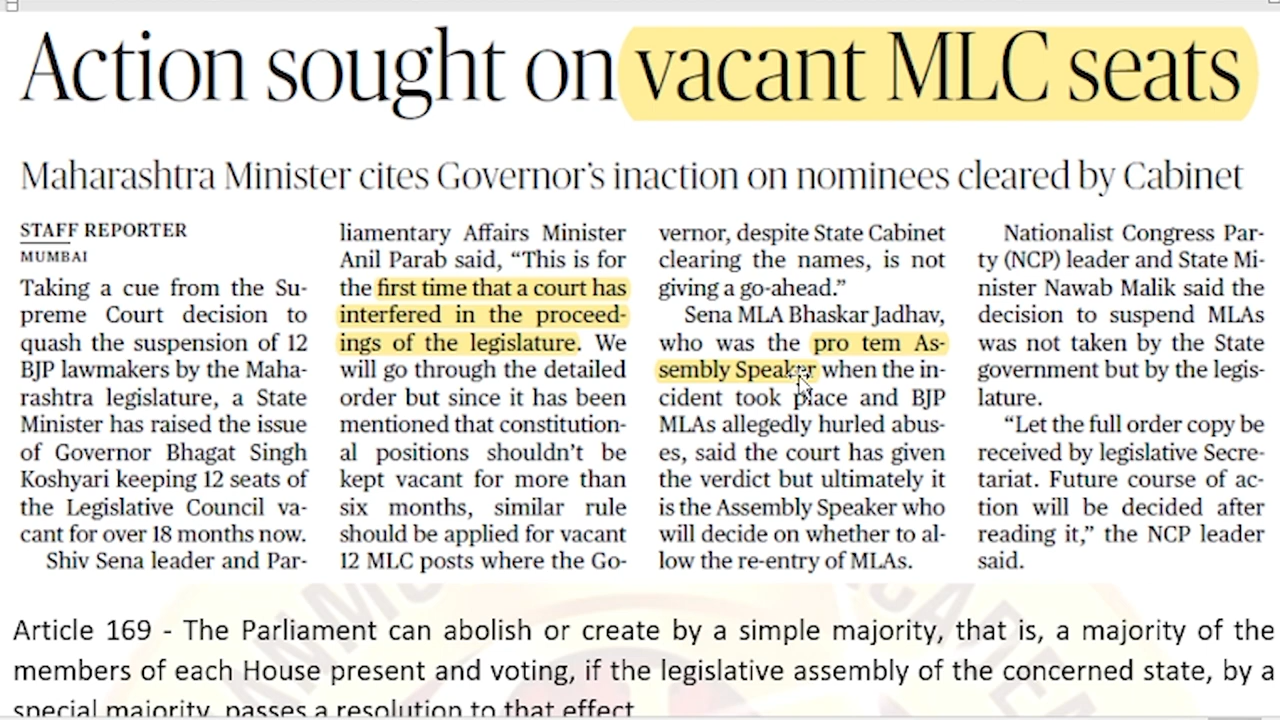 Action sought on vacant MLC seats
Maharashtra Minister cites Governor’s inaction on nominees cleared by Cabinet
STAFF REPORTER
MUMBAI
Taking a cue from the Su-
preme Court decision to
quash the suspension of 12
BJP lawmakers by the Maha-
rashtra legislature, a State
Minister has raised the issue
of Governor Bhagat Singh
Koshyari keeping 12 seats of
the Legislative Council va-
cant for over 18 months now.
Shiv Sena leader and Par-
liamentary Affairs Minister
Anil Parab said, “This is for
the first time that a court has
interfered in the proceed-
ings of the legislature. We
will go through the detailed
order but since it has been
mentioned that constitution-
al positions shouldn’t be
kept vacant for more than
six months, similar rule
should be applied for vacant
12 MLC posts where the Go-
vernor, despite State Cabinet
clearing the names, is not
giving a go-ahead.”
Sena MLA Bhaskar Jadhav,
who was the pro tem As-
sembly Speaker when the in-
cident took place and BJP
MLAs allegedly hurled abus-
es, said the court has given
the verdict but ultimately it
is the Assembly Speaker who
will decide on whether to al-
low the re-entry of MLAs.
Nationalist Congress Par-
ty (NCP) leader and State Mi-
nister Nawab Malik said the
decision to suspend MLAs
was not taken by the State
government but by the legis-
lature.
“Let the full order copy be
received by legislative Secre-
tariat. Future course of ac-
tion will be decided after
reading it,” the NCP leader
said.
Article 169 - The Parliament can abolish or create by a simple majority, that is, a majority of the
members of each House present and voting, if the legislative assembly of the concerned state, by a
special majority, passes a resolution to that effect